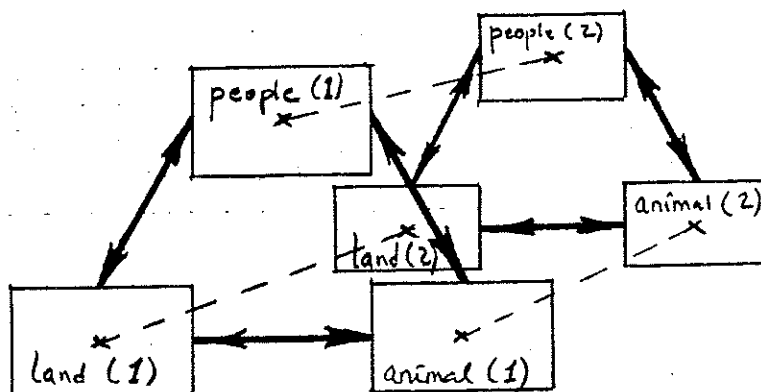 people (2)
people (1)
animal (2)
land (2)
land (1)
animal (1)